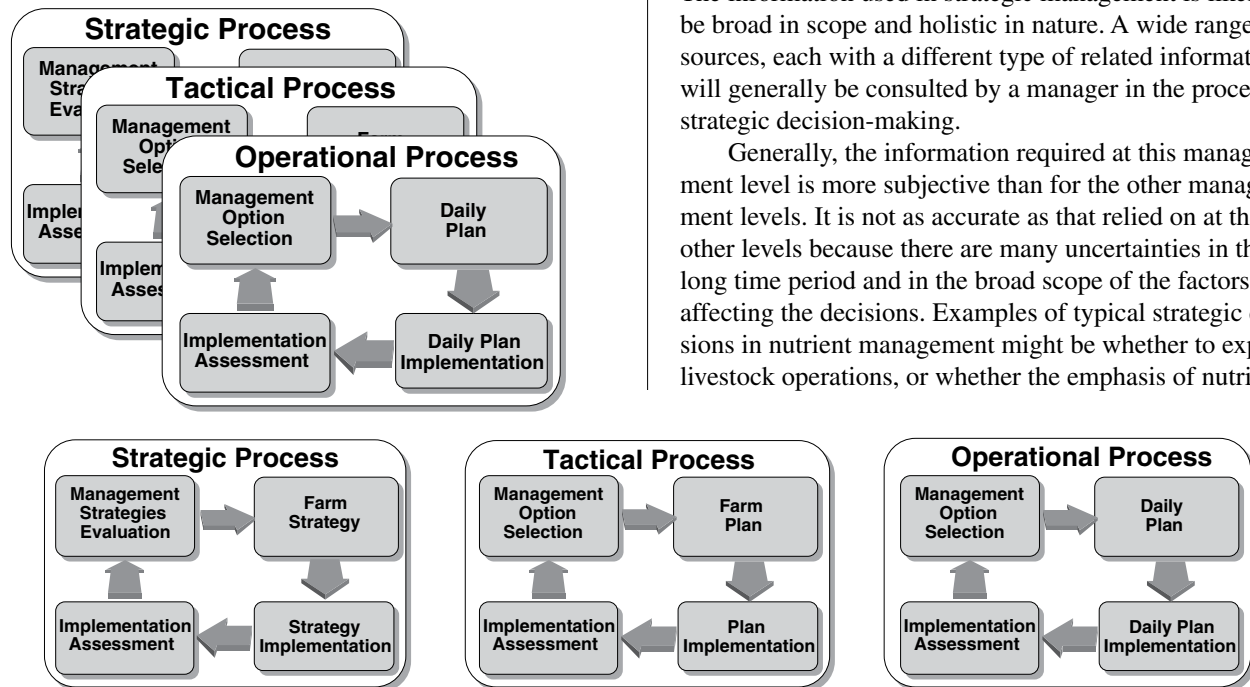 Strategic Process
Management
Tactical Process
Management
Operational Process
Management
Option
Selection
Daily
Plan
Implementation
Assessment
Daily Plan
Implementation
be broad in scope and holistic in nature. A wide range
sources, each with a different type of related
will generally be consulted by a manager in the
strategic decision-making.
Generally, the information required at this manag-
ment level is more subjective than for the other manag-
ment levels. It is not as accurate as that relied on at
other levels because there are many uncertainties in
long time period and in the broad scope of the factors
affecting the decisions. Examples of typical strategic
sions in nutrient management might be whether to
livestock operations, or whether the emphasis of
Strategic Process
Management
Strategies
Evaluation
Farm
Strategy
Implementation
Assessment
Strategy
Implementation
Tactical Process
Management
Option
Selection
Farm
Plan
Implementation
Assessment
Plan
Implementation
Operational Process
Management
Option
Selection
Daily
Plan
Implementation
Assessment
Daily Plan
Implementation